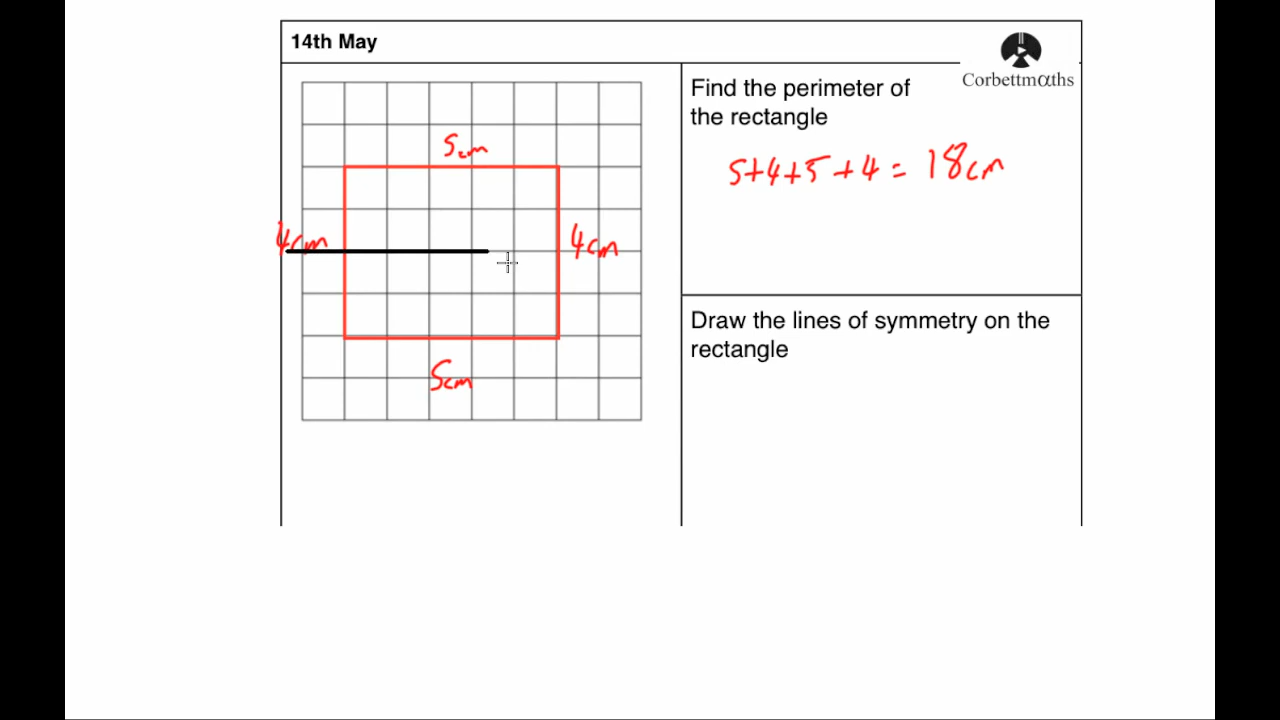 14th May
Corbettmαths
5cm
4cm
4cm
5cm
Find the perimeter of
the rectangle
5+4+5+4=18cm
Draw the lines of symmetry on the
rectangle